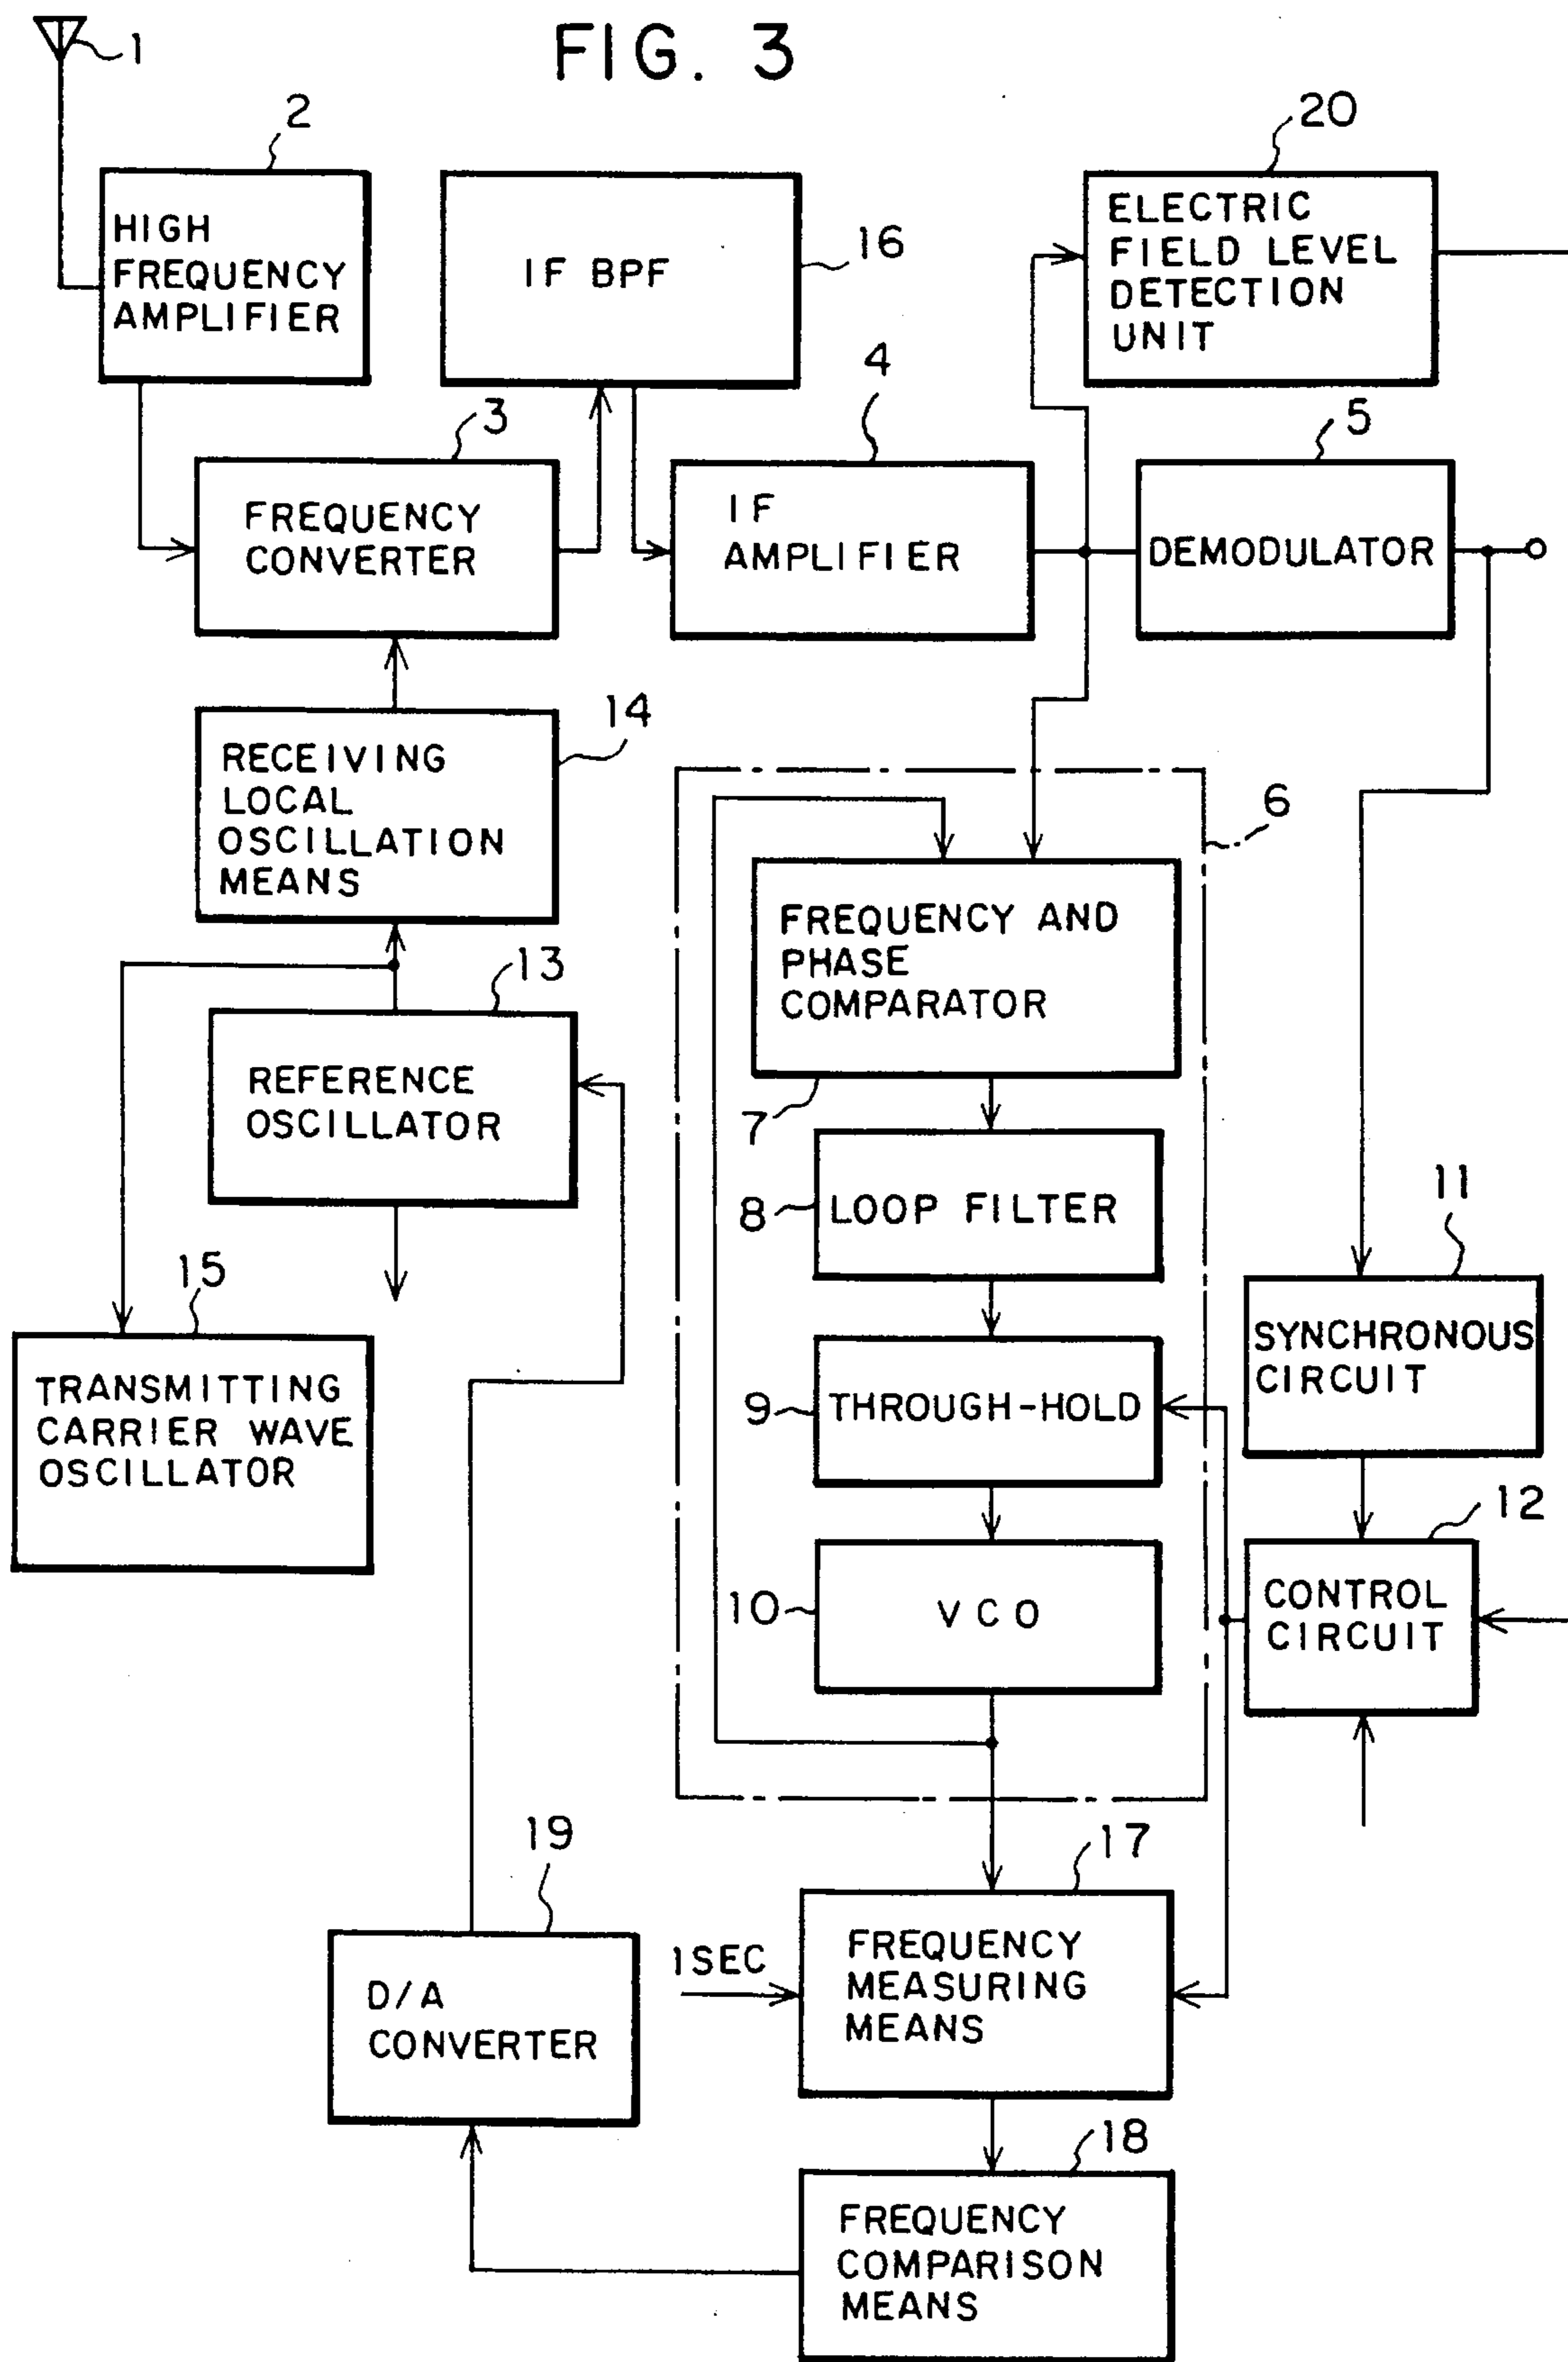 FIG. 3
1
2
HIGH
FREQUENCY
AMPLIFIER
IF BPF
16
20
ELECTRIC
FIELD LEVEL
DETECTION
UNIT
3
FREQUENCY
CONVERTER
4
IF
AMPLIFIER
5
DEMODULATOR
14
RECEIVING
LOCAL
OSCILLATION
MEANS
6
FREQUENCY AND
PHASE
COMPARATOR
7
13
REFERENCE
OSCILLATOR
8
LOOP FILTER
11
SYNCHRONOUS
CIRCUIT
15
TRANSMITTING
CARRIER WAVE
OSCILLATOR
9
THROUGH-HOLD
12
CONTROL
CIRCUIT
10
VCO
17
1SEC
FREQUENCY
MEASURING
MEANS
19
D/A
CONVERTER
18
FREQUENCY
COMPARISON
MEANS